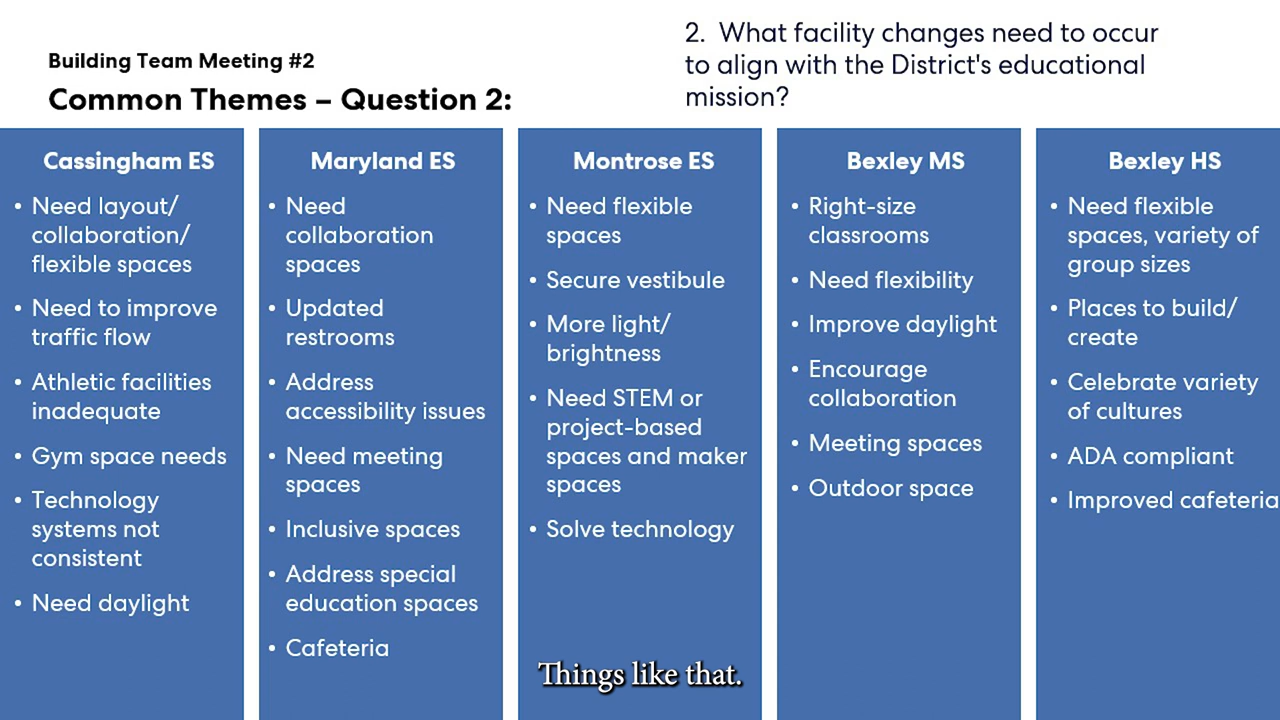 Building Team Meeting #2
Common Themes – Question 2:
2. What facility changes need to occur
to align with the District's educational
mission?
Cassingham ES
• Need layout/
collaboration/
flexible spaces
• Need to improve
traffic flow
• Athletic facilities
inadequate
• Gym space needs
• Technology
systems not
consistent
• Need daylight
Maryland ES
• Need
collaboration
spaces
• Updated
restrooms
• Address
accessibility issues
• Need meeting
spaces
• Inclusive spaces
• Address special
education spaces
• Cafeteria
Montrose ES
• Need flexible
spaces
• Secure vestibule
• More light/
brightness
• Need STEM or
project-based
spaces and maker
spaces
• Solve technology
Bexley MS
• Right-size
classrooms
• Need flexibility
• Improve daylight
• Encourage
collaboration
• Meeting spaces
• Outdoor space
Bexley HS
• Need flexible
spaces, variety of
group sizes
• Places to build/
create
• Celebrate variety
of cultures
• ADA compliant
• Improved cafeteria
Things like that.